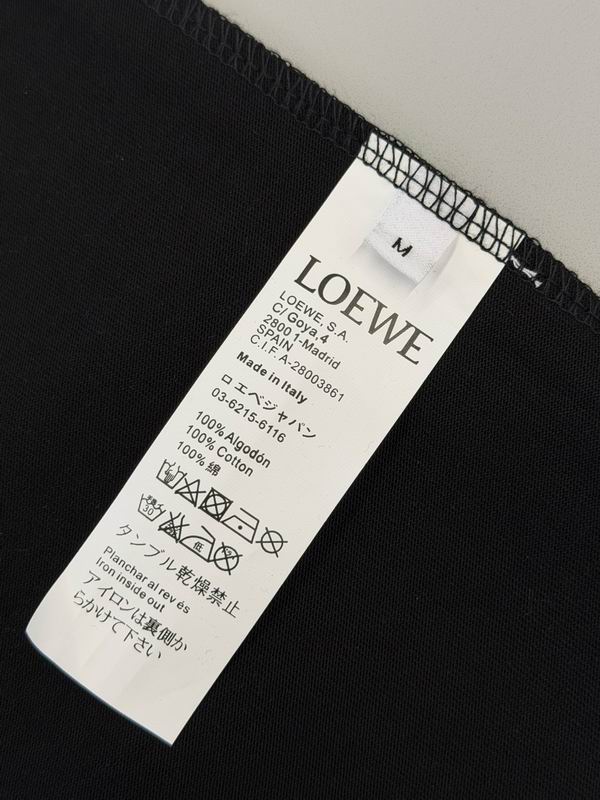 M
LOEWE
LOEWE, S.A.
C/ Goya,4
28001-Madrid
SPAIN
C.I.F. A-28003861
Made in Italy
ロエベジャパン
03-6215-6116
100% Algodón
100% Cotton
100% 綿
30
低
タンブル乾燥禁止
Planchar al revés
Iron inside out
アイロンは裏側か
らかけて下さい